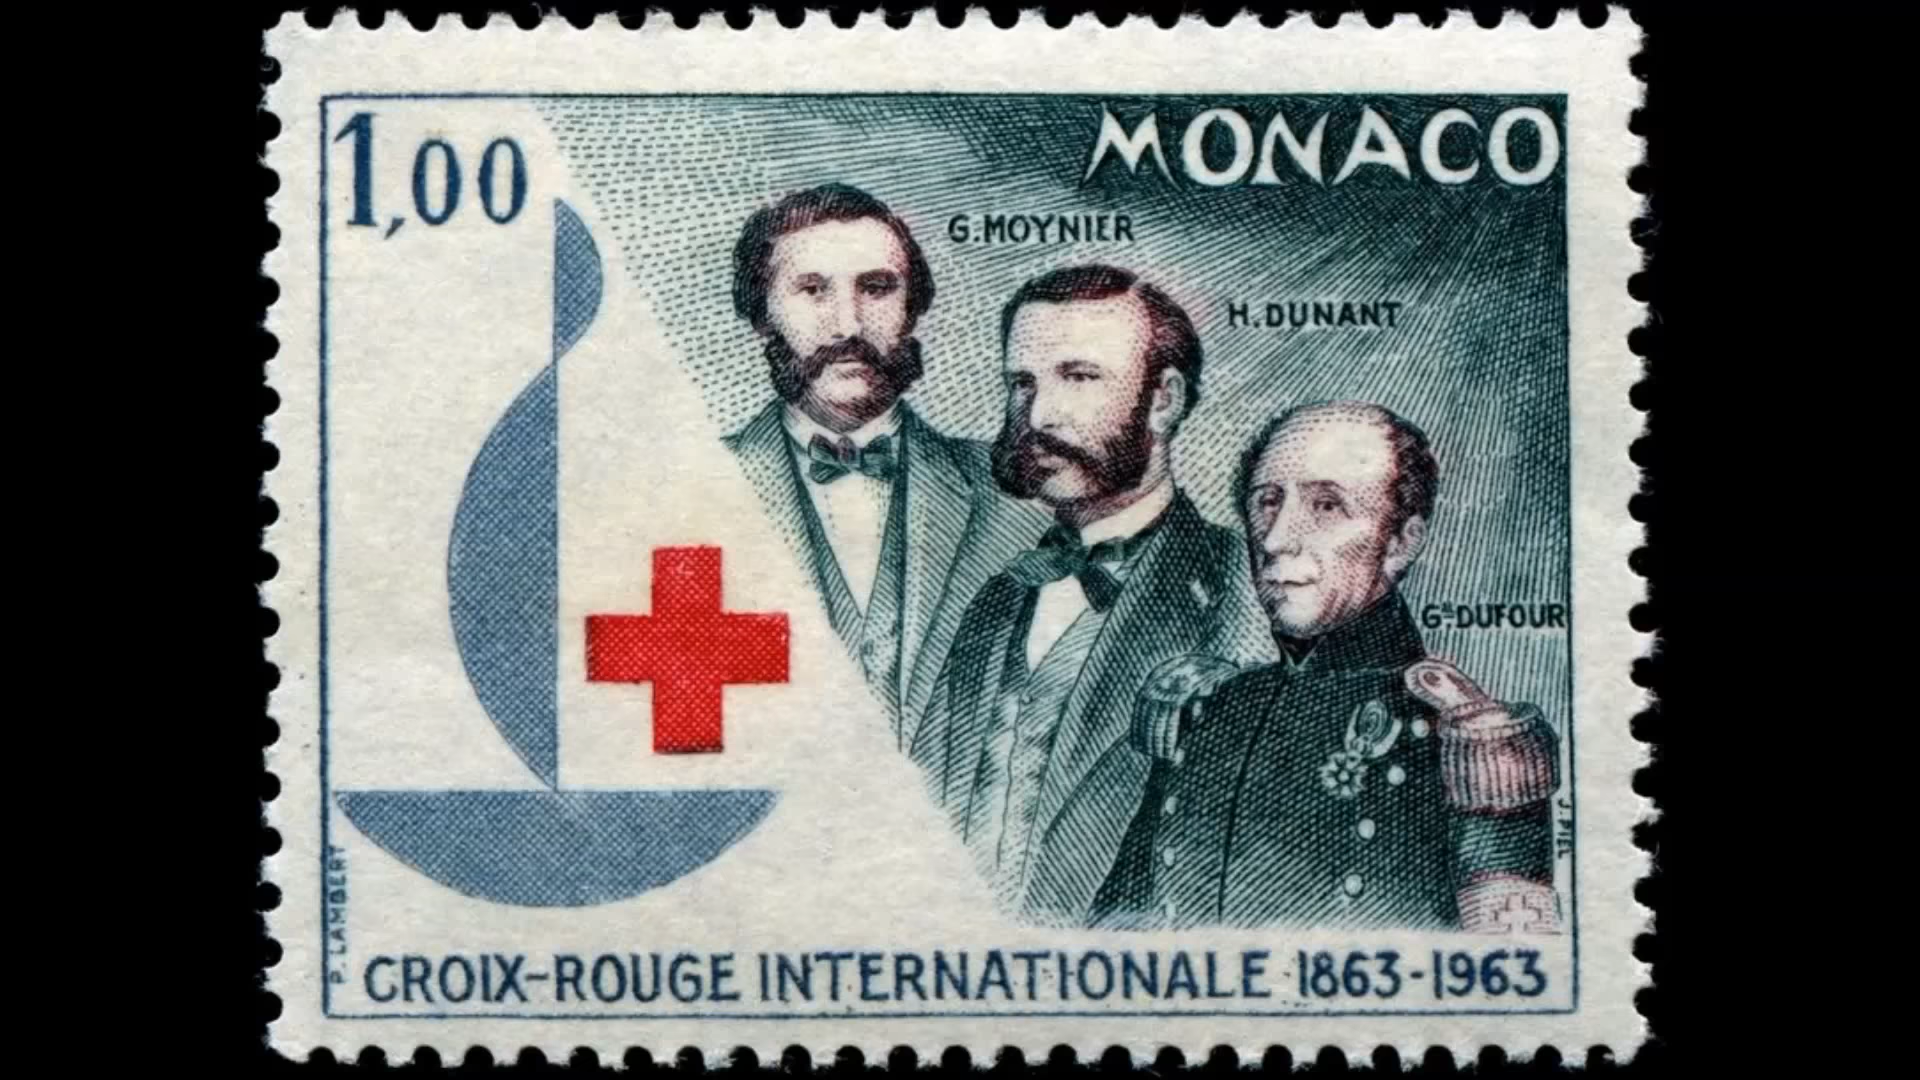 1,00
MONACO
G.MOYNIER
H.DUNANT
Gᵃˡ DUFOUR
J.PIEL
P.LAMBERT
CROIX-ROUGE INTERNATIONALE 1863-1963